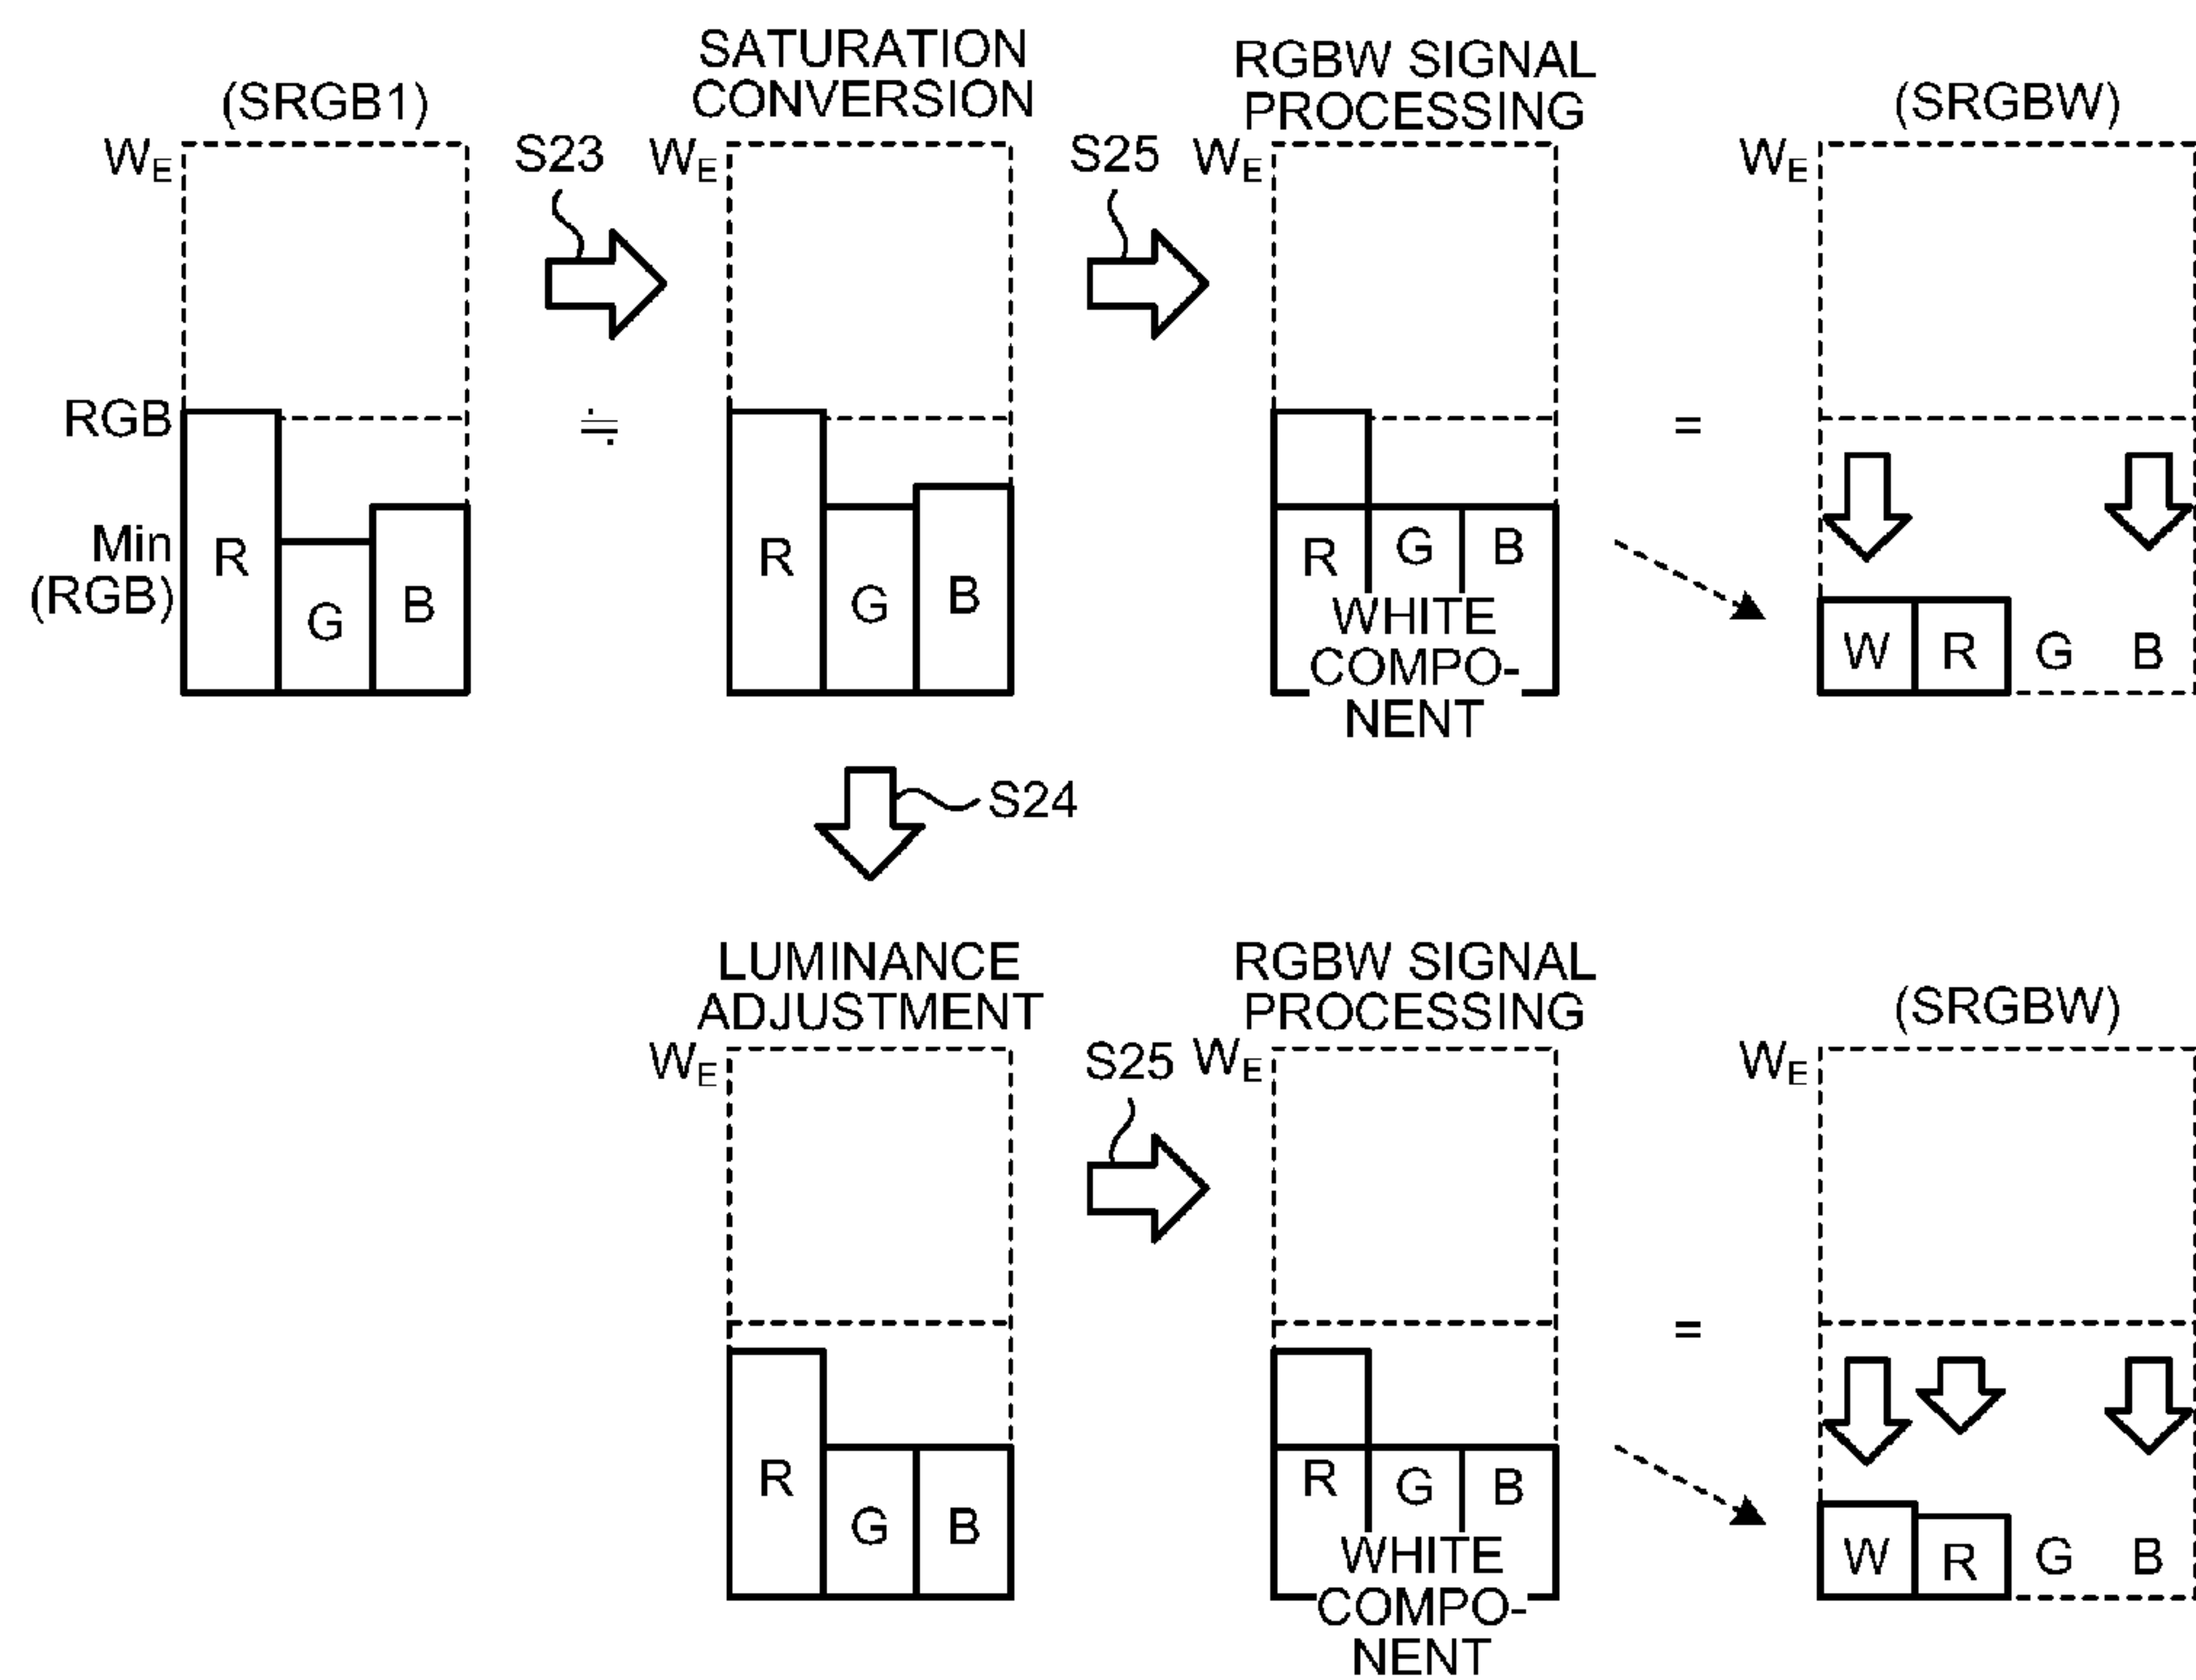 (SRGB1)
SATURATION
CONVERSION
RGBW SIGNAL
PROCESSING
(SRGBW)
WE
S23
WE
S25
WE
WE
RGB
≒
=
Min
(RGB)
R
G
B
R
G
B
R
G
B
WHITE
COMPO-
NENT
W
R
G
B
S24
LUMINANCE
ADJUSTMENT
RGBW SIGNAL
PROCESSING
(SRGBW)
WE
S25
WE
WE
=
R
G
B
R
G
B
WHITE
COMPO-
NENT
W
R
G
B